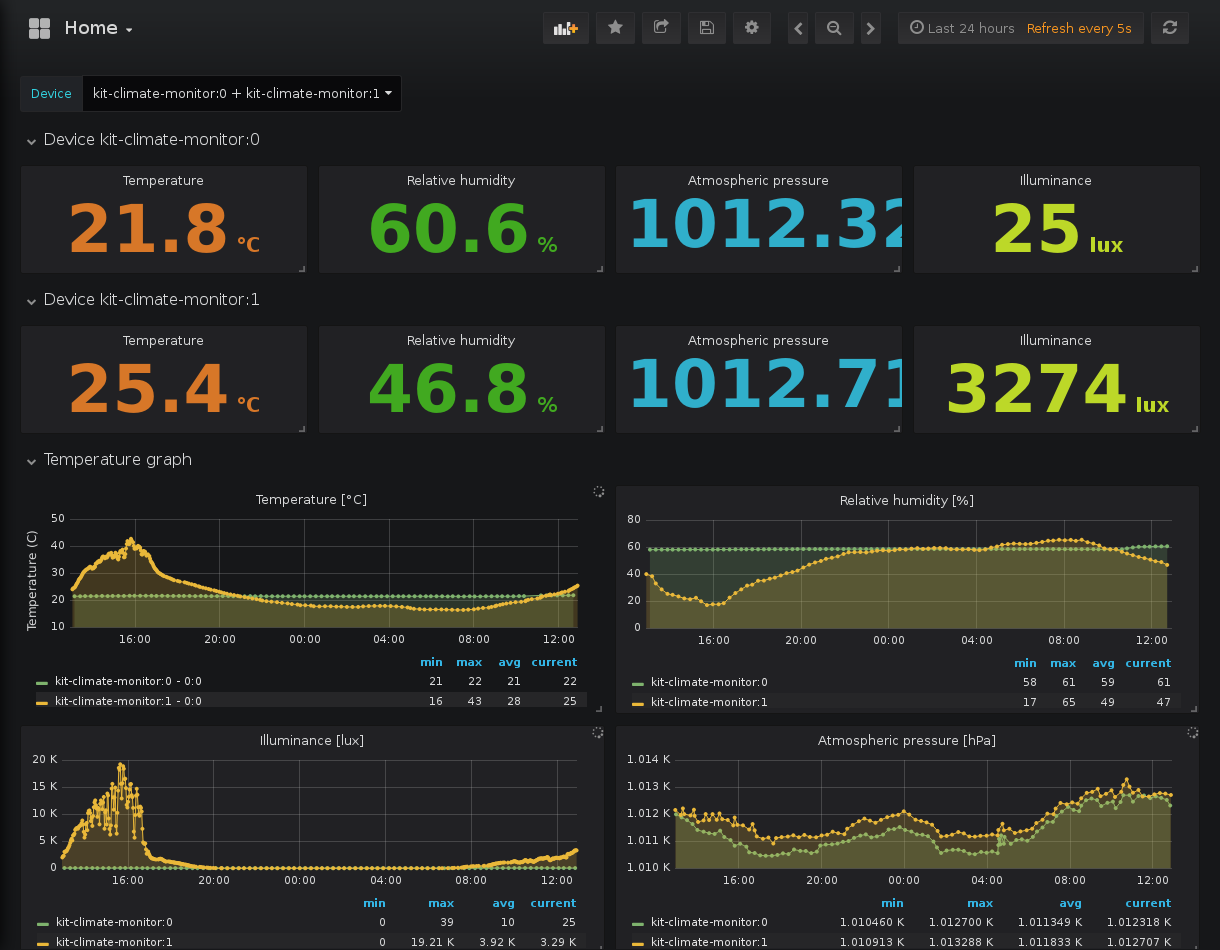 Home
Last 24 hours Refresh every 5s
Device kit-climate-monitor:0 + kit-climate-monitor:1
Device kit-climate-monitor:0
Temperature Relative humidity Atmospheric pressure Illuminance
21.8 °C 60.6 % 1012.32 25 lux
Device kit-climate-monitor:1
Temperature Relative humidity Atmospheric pressure Illuminance
25.4 °C 46.8 % 1012.71 3274 lux
Temperature graph
Temperature [°C]
Temperature (C)
50
40
30
20
10
16:00 20:00 00:00 04:00 08:00 12:00
min max avg current
kit-climate-monitor:0 - 0:0 21 22 21 22
kit-climate-monitor:1 - 0:0 16 43 28 25
Relative humidity [%]
80
60
40
20
0
16:00 20:00 00:00 04:00 08:00 12:00
min max avg current
kit-climate-monitor:0 58 61 59 61
kit-climate-monitor:1 17 65 49 47
Illuminance [lux]
20 K
15 K
10 K
5 K
0
16:00 20:00 00:00 04:00 08:00 12:00
min max avg current
kit-climate-monitor:0 0 39 10 25
kit-climate-monitor:1 0 19.21 K 3.92 K 3.29 K
Atmospheric pressure [hPa]
1.014 K
1.013 K
1.012 K
1.011 K
1.010 K
16:00 20:00 00:00 04:00 08:00 12:00
min max avg current
kit-climate-monitor:0 1.010460 K 1.012700 K 1.011349 K 1.012318 K
kit-climate-monitor:1 1.010913 K 1.013288 K 1.011833 K 1.012707 K